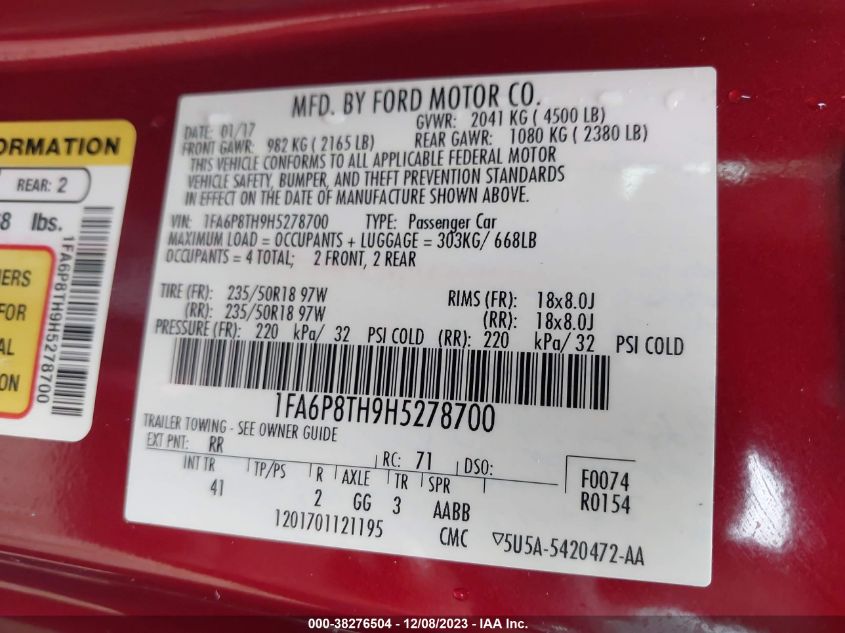 ORMATION
REAR: 2
8 lbs.
1FA6P8TH9H5278700
ERS
FOR
AL
ON
MFD. BY FORD MOTOR CO.
DATE: 01/17 GVWR: 2041 KG ( 4500 LB)
FRONT GAWR: 982 KG ( 2165 LB) REAR GAWR: 1080 KG ( 2380 LB)
THIS VEHICLE CONFORMS TO ALL APPLICABLE FEDERAL MOTOR
VEHICLE SAFETY, BUMPER, AND THEFT PREVENTION STANDARDS
IN EFFECT ON THE DATE OF MANUFACTURE SHOWN ABOVE.
VIN: 1FA6P8TH9H5278700 TYPE: Passenger Car
MAXIMUM LOAD = OCCUPANTS + LUGGAGE = 303KG/ 668LB
OCCUPANTS = 4 TOTAL; 2 FRONT, 2 REAR
TIRE (FR): 235/50R18 97W RIMS (FR): 18x8.0J
(RR): 235/50R18 97W (RR): 18x8.0J
PRESSURE (FR): 220 kPa/ 32 PSI COLD (RR): 220 kPa/ 32 PSI COLD
1FA6P8TH9H5278700
TRAILER TOWING - SEE OWNER GUIDE
EXT PNT: RR RC: 71 DSO:
F0074
R0154
INT TR TP/PS R AXLE TR SPR
41 2 GG 3 AABB
1201701121195 CMC ▽5U5A-5420472-AA
000-38276504 - 12/08/2023 - IAA Inc.